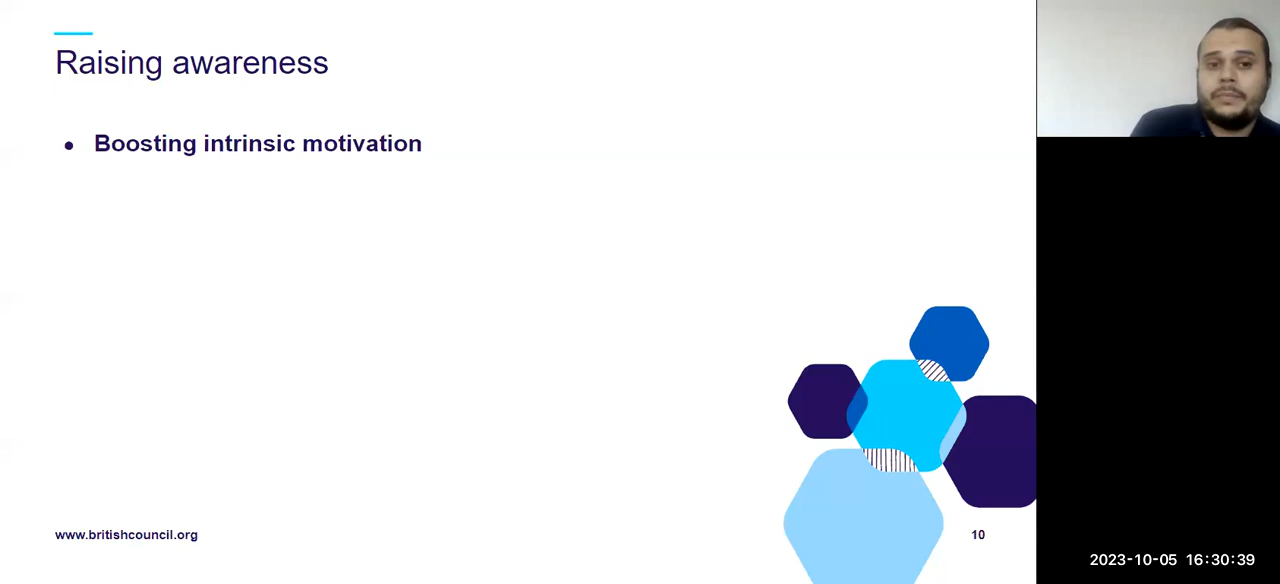 Raising awareness
● Boosting intrinsic motivation
www.britishcouncil.org
10
2023-10-05 16:30:39